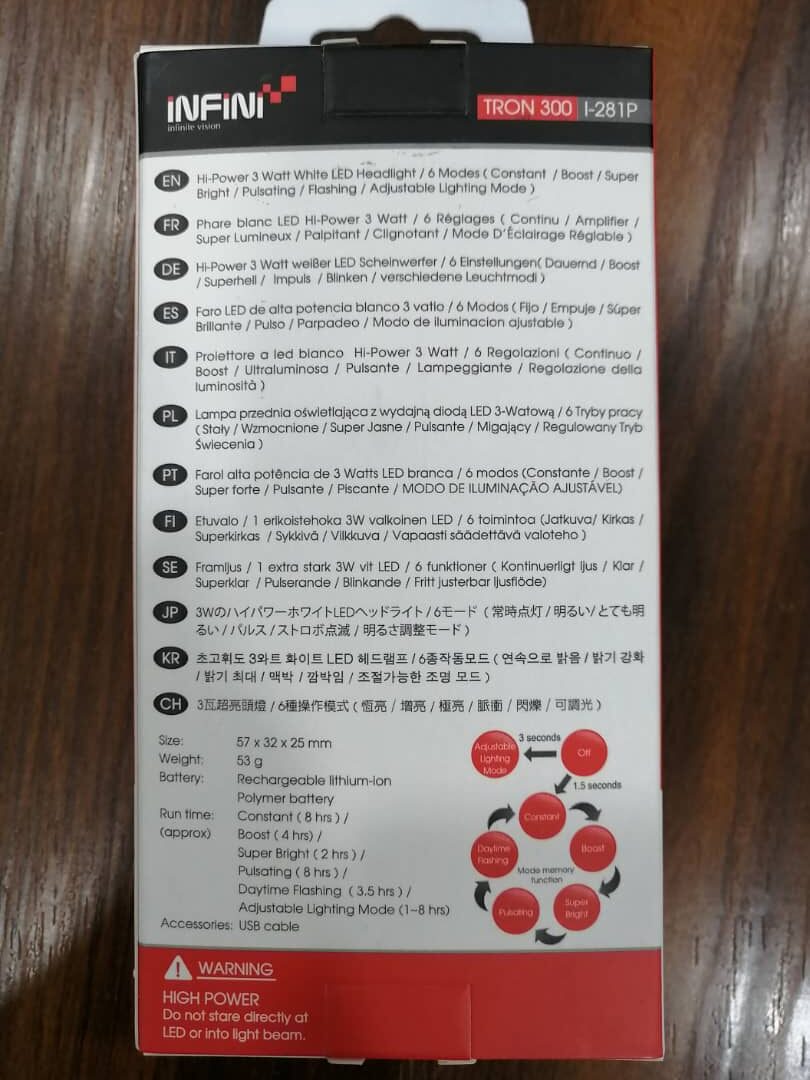 iNFiNi
infinite vision
TRON 300 I-281P
EN Hi-Power 3 Watt White LED Headlight / 6 Modes ( Constant / Boost / Super
Bright / Pulsating / Flashing / Adjustable Lighting Mode )
FR Phare blanc LED Hi-Power 3 Watt / 6 Réglages ( Continu / Amplifier /
Super Lumineux / Palpitant / Clignotant / Mode D'Éclairage Réglable )
DE Hi-Power 3 Watt weißer LED Scheinwerfer / 6 Einstellungen( Dauernd / Boost
/ Superhell / Impuls / Blinken / verschiedene Leuchtmodi )
ES Faro LED de alta potencia blanco 3 vatio / 6 Modos ( Fijo / Empuje / Súper
Brillante / Pulso / Parpadeo / Modo de iluminacion ajustable )
IT Proiettore a led bianco Hi-Power 3 Watt / 6 Regolazioni ( Continuo /
Boost / Ultraluminosa / Pulsante / Lampeggiante / Regolazione della
luminosità )
PL Lampa przednia oświetlająca z wydajną diodą LED 3-Watową / 6 Tryby pracy
( Stały / Wzmocnione / Super Jasne / Pulsante / Migający / Regulowany Tryb
Świecenia )
PT Farol alta potência de 3 Watts LED branca / 6 modos (Constante / Boost /
Super forte / Pulsante / Piscante / MODO DE ILUMINAÇÃO AJUSTÁVEL)
FI Etuvalo / 1 erikoistehoka 3W valkoinen LED / 6 toimintoa (Jatkuva/ Kirkas /
Superkirkas / Sykkivä / Vilkkuva / Vapaasti säädettävä valoteho )
SE Framljus / 1 extra stark 3W vit LED / 6 funktioner ( Kontinuerligt ljus / Klar /
Superklar / Pulserande / Blinkande / Fritt justerbar ljusflöde)
JP 3WのハイパワーホワイトLEDヘッドライト / 6モード ( 常時点灯 / 明るい/ とても明
るい / パルス / ストロボ点滅 / 明るさ調整モード )
KR 초고휘도 3와트 화이트 LED 헤드램프 / 6종작동모드 ( 연속으로 밝음 / 밝기 강화
/ 밝기 최대 / 맥박 / 깜박임 / 조절가능한 조명 모드 )
CH 3瓦超亮頭燈 / 6種操作模式 ( 恆亮 / 增亮 / 極亮 / 脈衝 / 閃爍 / 可調光 )
Size: 57 x 32 x 25 mm
Weight: 53 g
Battery: Rechargeable lithium-ion
Polymer battery
Run time: Constant ( 8 hrs ) /
(approx) Boost ( 4 hrs) /
Super Bright ( 2 hrs ) /
Pulsating ( 8 hrs ) /
Daytime Flashing ( 3.5 hrs ) /
Adjustable Lighting Mode (1~8 hrs)
Accessories: USB cable
Adjustable
Lighting
Mode
3 seconds
Off
1.5 seconds
Constant
Boost
Super
Bright
Pulsating
Daytime
Flashing
Mode memory
function
WARNING
HIGH POWER
Do not stare directly at
LED or into light beam.